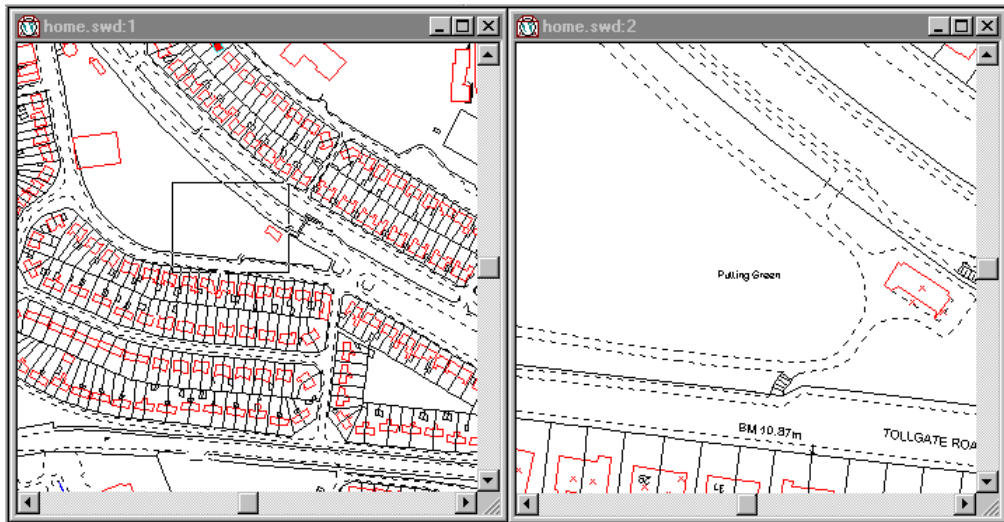 home.swd:1
home.swd:2
Putting Green
BM 10.87m
TOLLGATE ROA